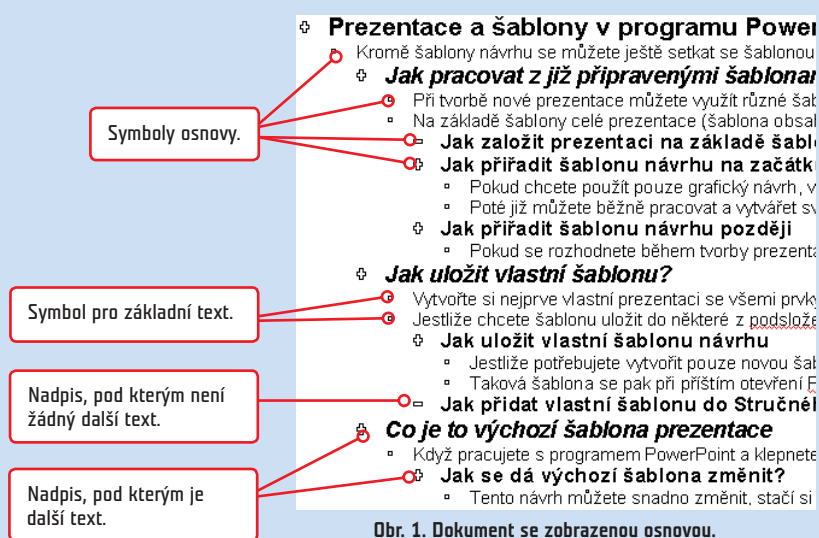 Prezentace a šablony v programu Power
Kromě šablony návrhu se můžete ještě setkat se šablonou
Jak pracovat z již připravenými šablonar
Při tvorbě nové prezentace můžete využít různé šab
Na základě šablony celé prezentace (šablona obsah
Jak založit prezentaci na základě šablo
Jak přiřadit šablonu návrhu na začátku
Pokud chcete použít pouze grafický návrh, v
Poté již můžete běžně pracovat a vytvářet sv
Jak přiřadit šablonu návrhu později
Pokud se rozhodnete během tvorby prezenta
Jak uložit vlastní šablonu?
Vytvořte si nejprve vlastní prezentaci se všemi prvky
Jestliže chcete šablonu uložit do některé z podslože
Jak uložit vlastní šablonu návrhu
Jestliže potřebujete vytvořit pouze novou šab
Taková šablona se pak při příštím otevření P
Jak přidat vlastní šablonu do Stručnéh
Co je to výchozí šablona prezentace
Když pracujete s programem PowerPoint a klepnete
Jak se dá výchozí šablona změnit?
Tento návrh můžete snadno změnit, stačí si
Symboly osnovy.
Symbol pro základní text.
Nadpis, pod kterým není
žádný další text.
Nadpis, pod kterým je
další text.
Obr. 1. Dokument se zobrazenou osnovou.